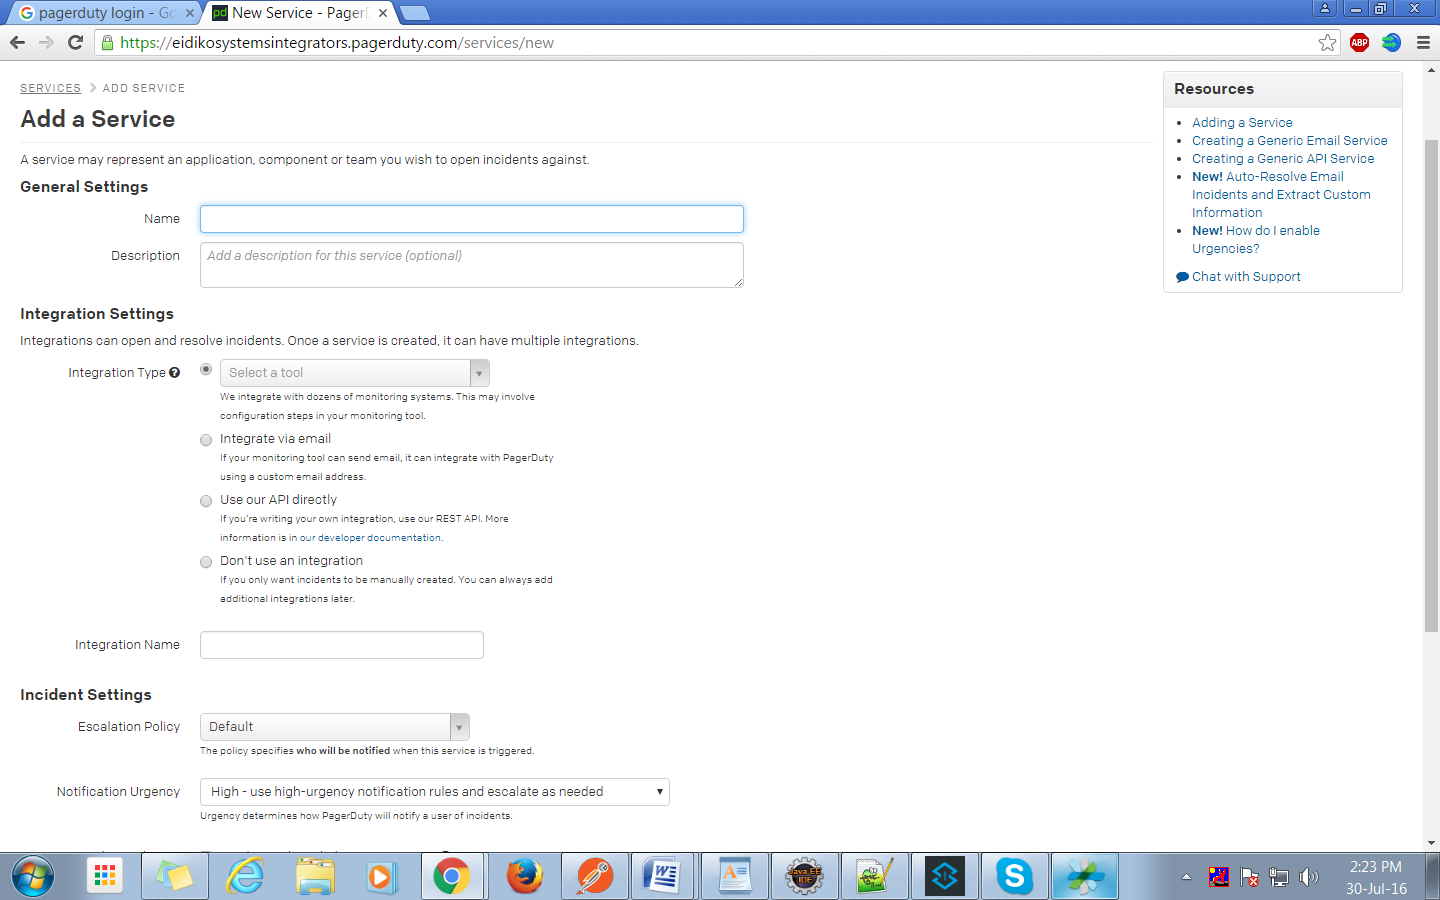 pagerduty login - Go
New Service - PagerD
https://eidikosystemsintegrators.pagerduty.com/services/new
ABP
SERVICES > ADD SERVICE
Add a Service
A service may represent an application, component or team you wish to open incidents against.
General Settings
Name
Description
Add a description for this service (optional)
Integration Settings
Integrations can open and resolve incidents. Once a service is created, it can have multiple integrations.
Integration Type
Select a tool
We integrate with dozens of monitoring systems. This may involve
configuration steps in your monitoring tool.
Integrate via email
If your monitoring tool can send email, it can integrate with PagerDuty
using a custom email address.
Use our API directly
If you're writing your own integration, use our REST API. More
information is in our developer documentation.
Don't use an integration
If you only want incidents to be manually created. You can always add
additional integrations later.
Integration Name
Incident Settings
Escalation Policy
Default
The policy specifies who will be notified when this service is triggered.
Notification Urgency
High - use high-urgency notification rules and escalate as needed
Urgency determines how PagerDuty will notify a user of incidents.
Resources
Adding a Service
Creating a Generic Email Service
Creating a Generic API Service
New! Auto-Resolve Email
Incidents and Extract Custom
Information
New! How do I enable
Urgencies?
Chat with Support
Java EE
IDE
2:23 PM
30-Jul-16